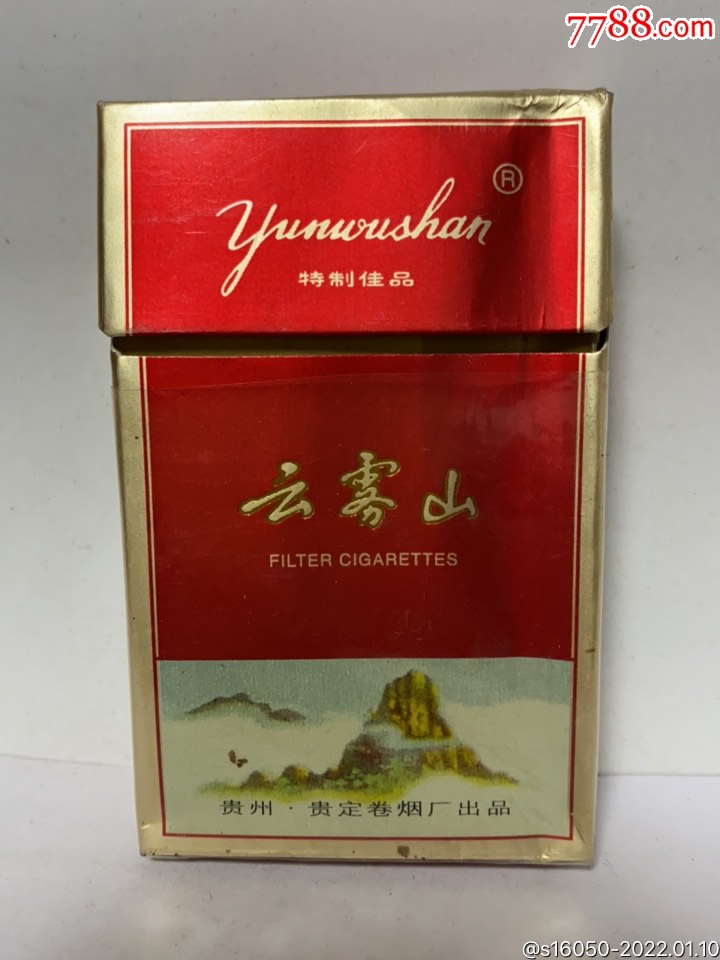 7788.com
yunwushan ®
特制佳品
云雾山
FILTER CIGARETTES
贵州·贵定卷烟厂出品
@s16050-2022.01.10